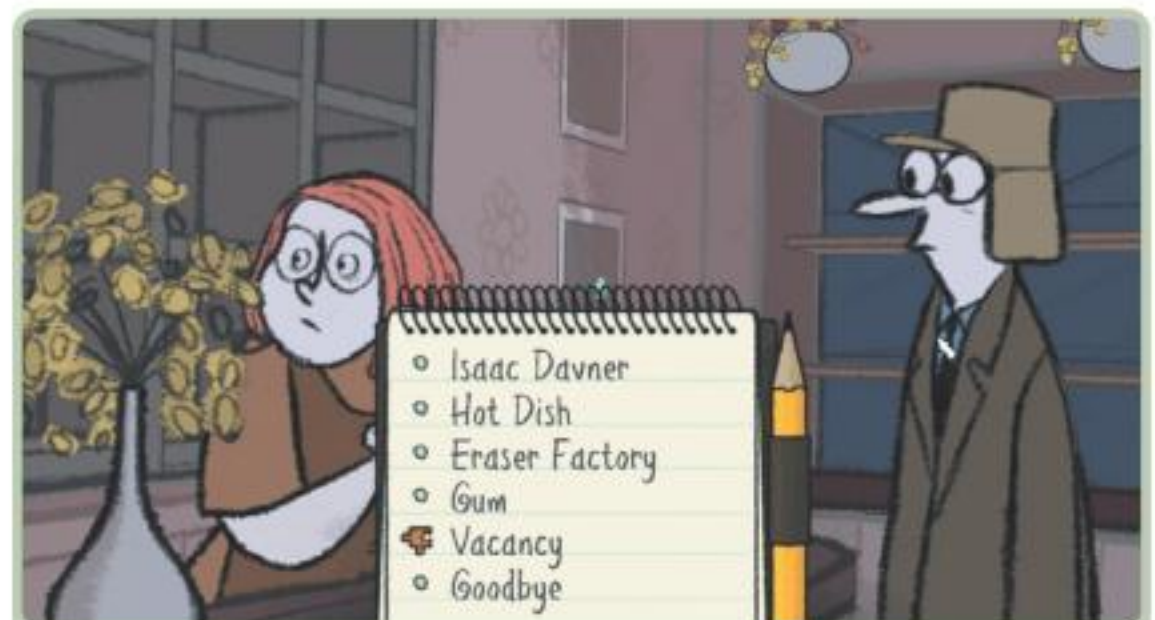 Isaac Davner
Hot Dish
Eraser Factory
Gum
Vacancy
Goodbye